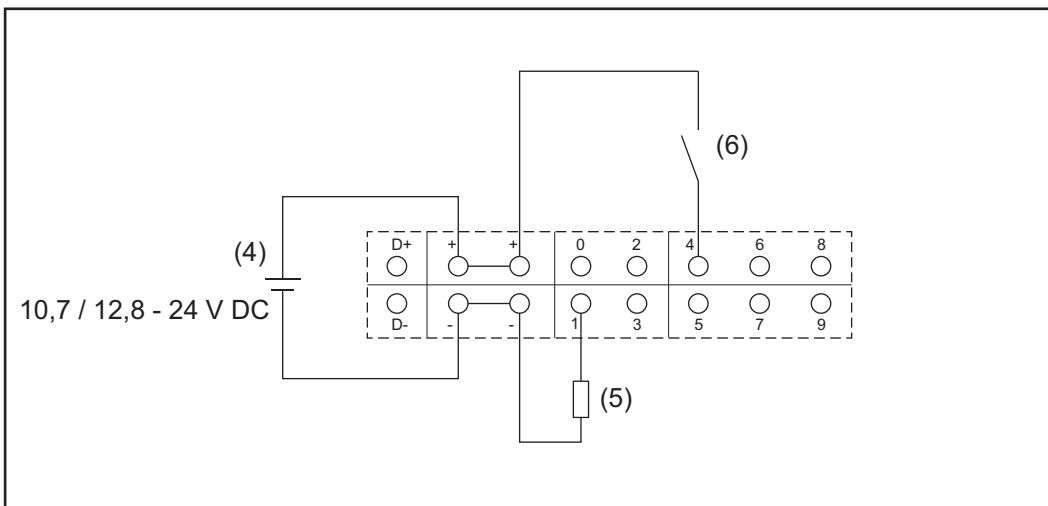 (6)
(4)
10,7 / 12,8 - 24 V DC
D+ + + 0 2 4 6 8
D- - - 1 3 5 7 9
(5)